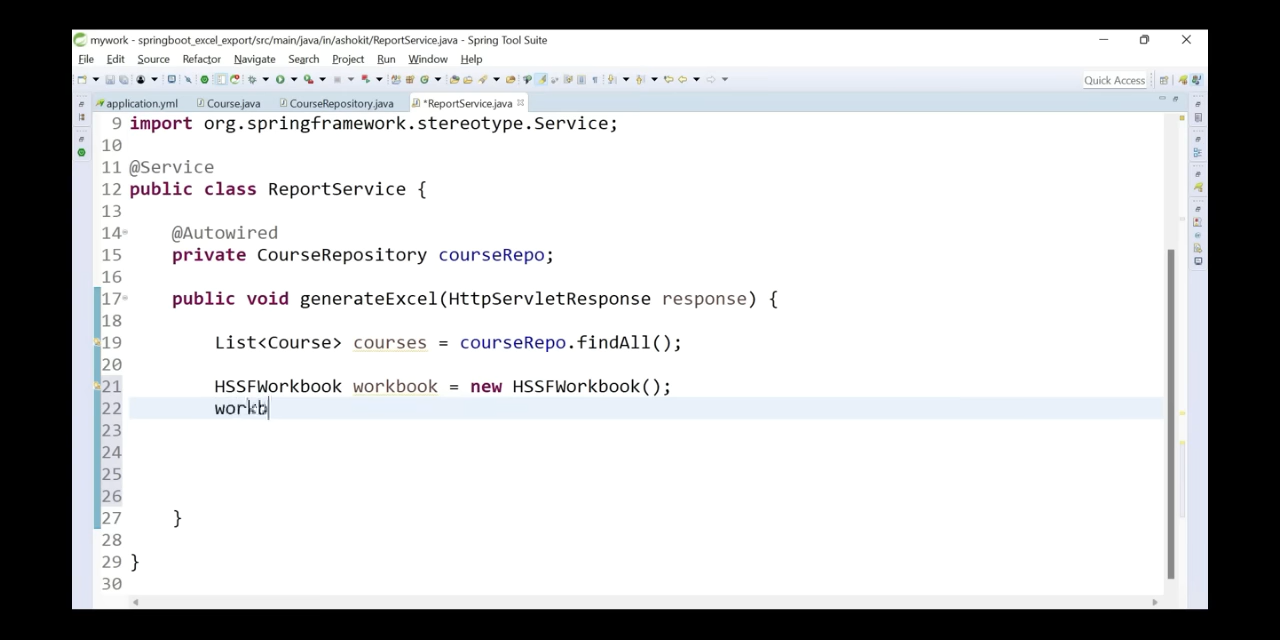 mywork - springboot_excel_export/src/main/java/in/ashokit/ReportService.java - Spring Tool Suite
File Edit Source Refactor Navigate Search Project Run Window Help
Quick Access
application.yml Course.java CourseRepository.java *ReportService.java
9 import org.springframework.stereotype.Service;
10
11 @Service
12 public class ReportService {
13
14 @Autowired
15 private CourseRepository courseRepo;
16
17 public void generateExcel(HttpServletResponse response) {
18
19 List<Course> courses = courseRepo.findAll();
20
21 HSSFWorkbook workbook = new HSSFWorkbook();
22 workb
23
24
25
26
27 }
28
29 }
30